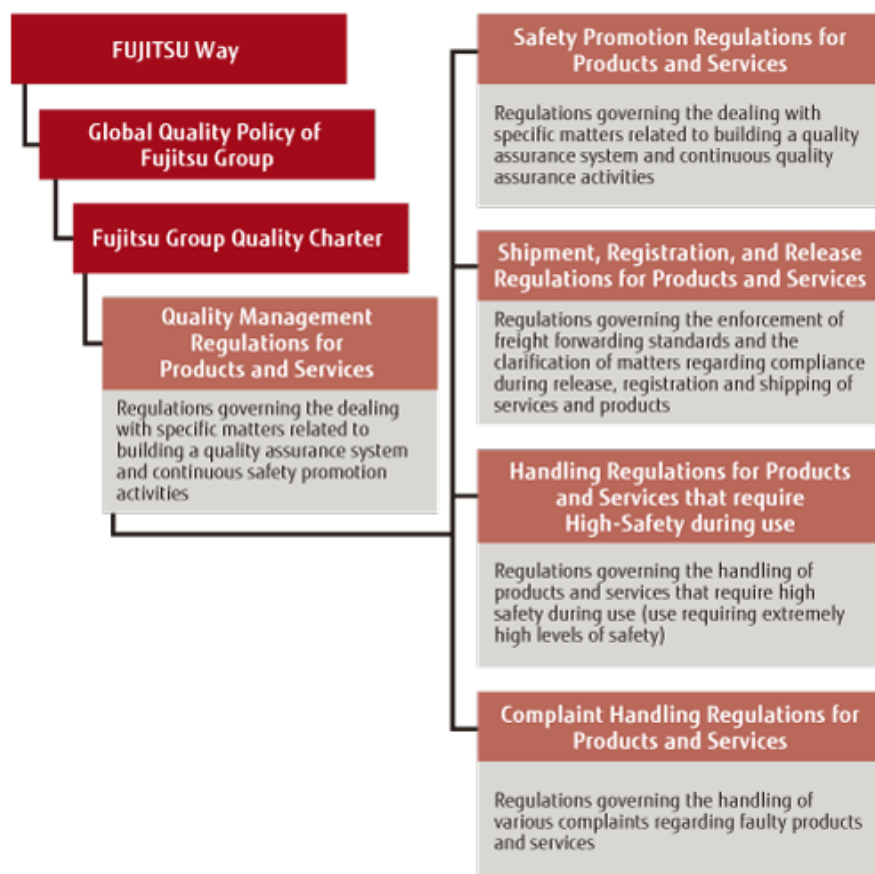 FUJITSU Way
Global Quality Policy of
Fujitsu Group
Fujitsu Group Quality Charter
Quality Management
Regulations for
Products and Services
Regulations governing the dealing
with specific matters related to
building a quality assurance system
and continuous safety promotion
activities
Safety Promotion Regulations for
Products and Services
Regulations governing the dealing with
specific matters related to building a quality
assurance system and continuous quality
assurance activities
Shipment, Registration, and Release
Regulations for Products and Services
Regulations governing the enforcement of
freight forwarding standards and the
clarification of matters regarding compliance
during release, registration and shipping of
services and products
Handling Regulations for Products
and Services that require
High-Safety during use
Regulations governing the handling of
products and services that require high
safety during use (use requiring extremely
high levels of safety)
Complaint Handling Regulations for
Products and Services
Regulations governing the handling of
various complaints regarding faulty products
and services